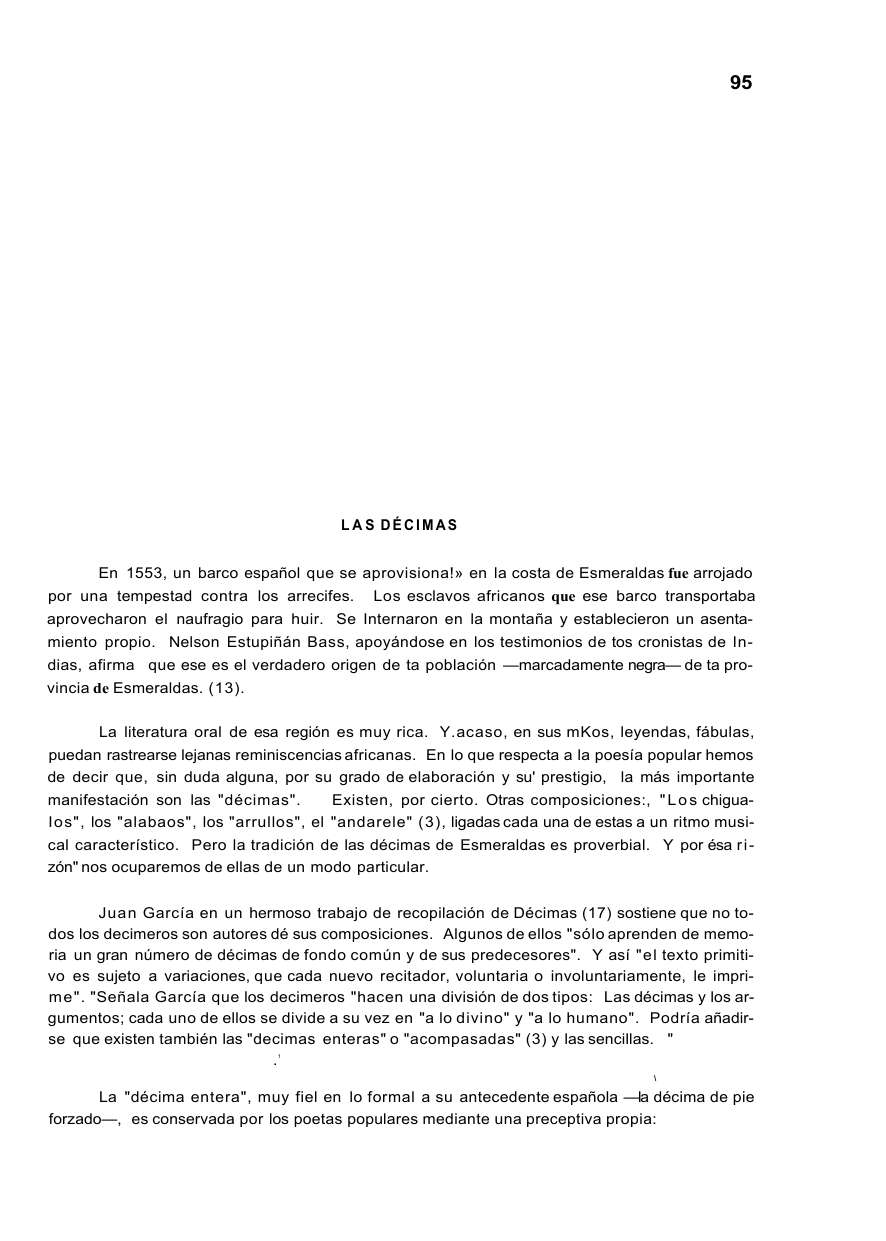 95
LAS DÉCIMAS
En 1553, un barco español que se aprovisiona!» en la costa de Esmeraldas fue arrojado
por una tempestad contra los arrecifes. Los esclavos africanos que ese barco transportaba
aprovecharon el naufragio para huir. Se Internaron en la montaña y establecieron un asenta-
miento propio. Nelson Estupiñán Bass, apoyándose en los testimonios de tos cronistas de In-
dias, afirma que ese es el verdadero origen de ta población —marcadamente negra— de ta pro-
vincia de Esmeraldas. (13).
La literatura oral de esa región es muy rica. Y.acaso, en sus mKos, leyendas, fábulas,
puedan rastrearse lejanas reminiscencias africanas. En lo que respecta a la poesía popular hemos
de decir que, sin duda alguna, por su grado de elaboración y su' prestigio, la más importante
manifestación son las "décimas". Existen, por cierto. Otras composiciones:, "Los chigua-
los", los "alabaos", los "arrullos", el "andarele" (3), ligadas cada una de estas a un ritmo musi-
cal característico. Pero la tradición de las décimas de Esmeraldas es proverbial. Y por ésa ri-
zón" nos ocuparemos de ellas de un modo particular.
Juan García en un hermoso trabajo de recopilación de Décimas (17) sostiene que no to-
dos los decimeros son autores dé sus composiciones. Algunos de ellos "sólo aprenden de memo-
ria un gran número de décimas de fondo común y de sus predecesores". Y así "el texto primiti-
vo es sujeto a variaciones, que cada nuevo recitador, voluntaria o involuntariamente, le impri-
me". "Señala García que los decimeros "hacen una división de dos tipos: Las décimas y los ar-
gumentos; cada uno de ellos se divide a su vez en "a lo divino" y "a lo humano". Podría añadir-
se que existen también las "decimas enteras" o "acompasadas" (3) y las sencillas. "
La "décima entera", muy fiel en lo formal a su antecedente española —la décima de pie
forzado—, es conservada por los poetas populares mediante una preceptiva propia: